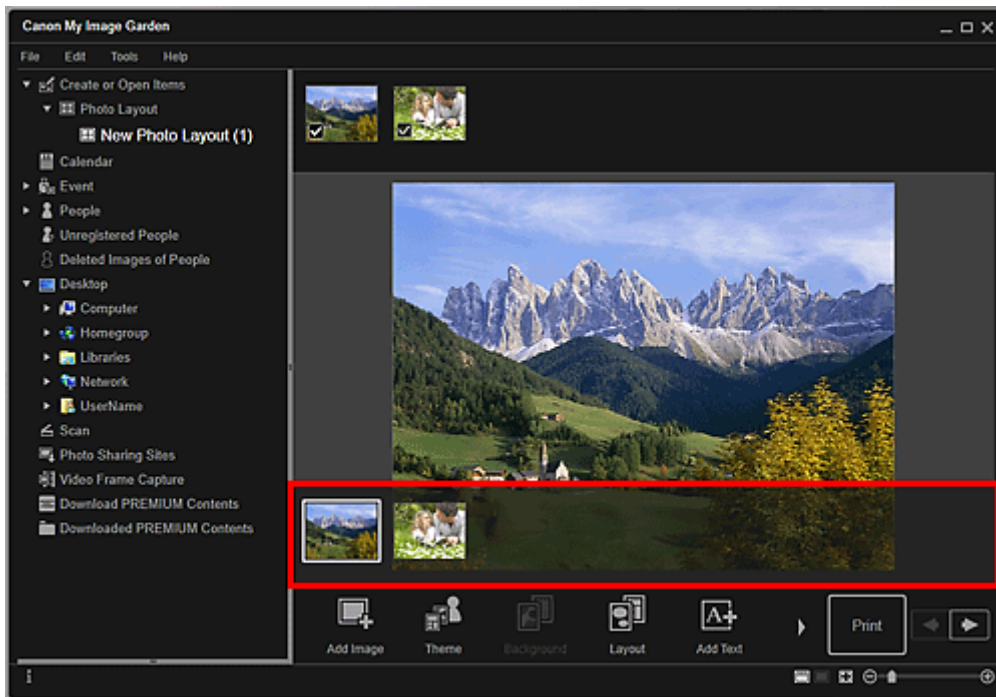 Canon My Image Garden
File Edit Tools Help
Create or Open Items
Photo Layout
New Photo Layout (1)
Calendar
Event
People
Unregistered People
Deleted Images of People
Desktop
Computer
Homegroup
Libraries
Network
UserName
Scan
Photo Sharing Sites
Video Frame Capture
Download PREMIUM Contents
Downloaded PREMIUM Contents
Add Image Theme Background Layout Add Text Print